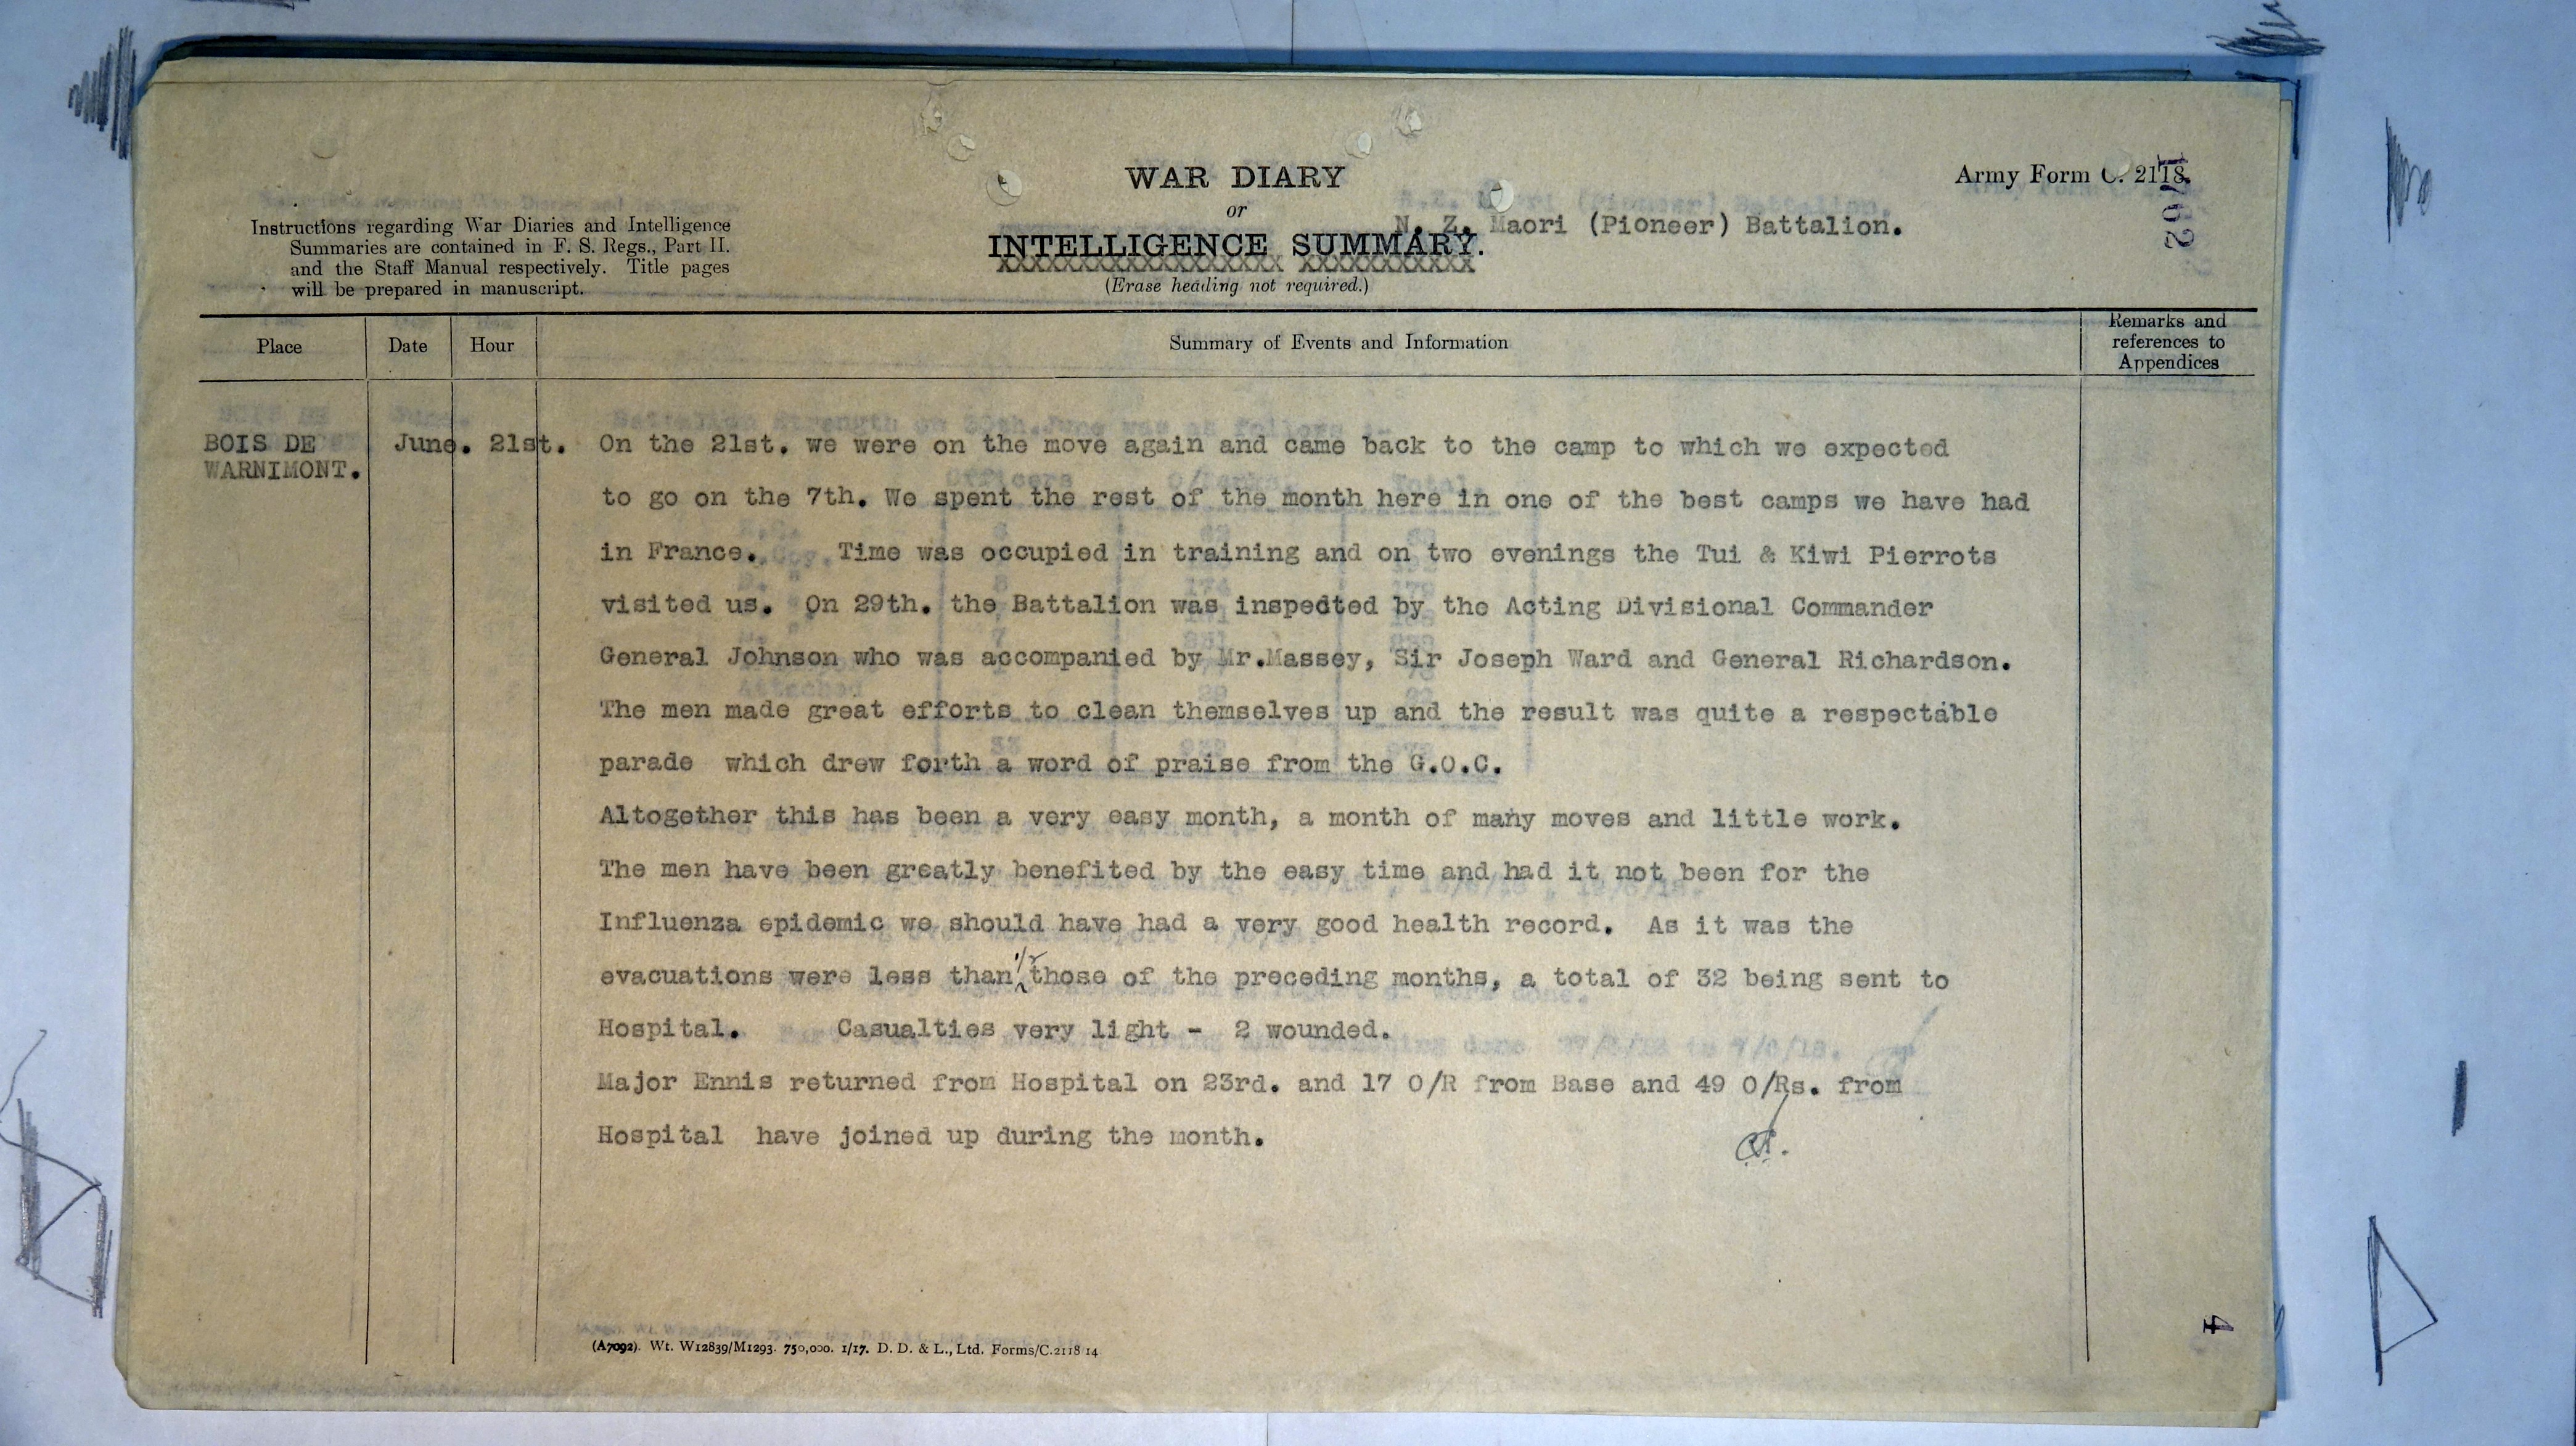 WAR DIARY
or
INTELLIGENCE SUMMARY.
(Erase heading not required.)
N. Z. Maori (Pioneer) Battalion.
Army Form C. 2118.
Instructions regarding War Diaries and Intelligence
Summaries are contained in F. S. Regs., Part II.
and the Staff Manual respectively. Title pages
will be prepared in manuscript.
Place
Date
Hour
Summary of Events and Information
Remarks and
references to
Appendices
BOIS DE
WARNIMONT.
June. 21st.
On the 21st. we were on the move again and came back to the camp to which we expected
to go on the 7th. We spent the rest of the month here in one of the best camps we have had
in France. Time was occupied in training and on two evenings the Tui & Kiwi Pierrots
visited us. On 29th. the Battalion was inspected by the Acting Divisional Commander
General Johnson who was accompanied by Mr.Massey, Sir Joseph Ward and General Richardson.
The men made great efforts to clean themselves up and the result was quite a respectable
parade which drew forth a word of praise from the G.O.C.
Altogether this has been a very easy month, a month of many moves and little work.
The men have been greatly benefited by the easy time and had it not been for the
Influenza epidemic we should have had a very good health record. As it was the
evacuations were less than 1/2 those of the preceding months, a total of 32 being sent to
Hospital. Casualties very light - 2 wounded.
Major Ennis returned from Hospital on 23rd. and 17 O/R from Base and 49 O/Rs. from
Hospital have joined up during the month.
(A7092). Wt. W12839/M1293. 750,000. 1/17. D. D. & L., Ltd. Forms/C.2118/14
4